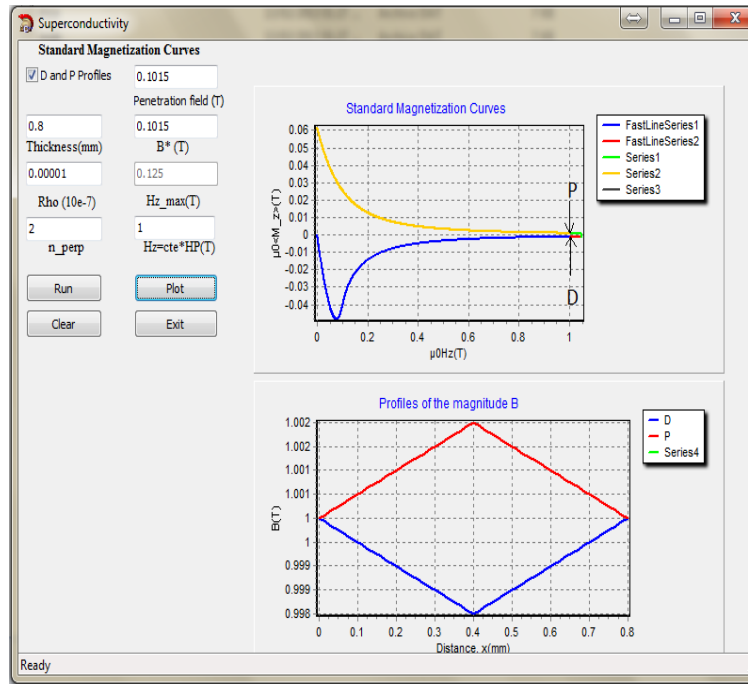 Superconductivity
Standard Magnetization Curves
D and P Profiles
0.1015
Penetration field (T)
0.8
0.1015
Thickness(mm)
B* (T)
0.00001
0.125
Rho (10e-7)
Hz_max(T)
2
1
n_perp
Hz=cte*HP(T)
Run
Plot
Clear
Exit
Standard Magnetization Curves
µ0<M_z>(T)
0.06
0.05
0.04
0.03
0.02
0.01
0
-0.01
-0.02
-0.03
-0.04
0 0.2 0.4 0.6 0.8 1
µ0Hz(T)
P
D
FastLineSeries1
FastLineSeries2
Series1
Series2
Series3
Profiles of the magnitude B
B(T)
1.002
1.002
1.001
1.001
1
1
0.999
0.999
0.998
0 0.1 0.2 0.3 0.4 0.5 0.6 0.7 0.8
Distance, x(mm)
D
P
Series4
Ready